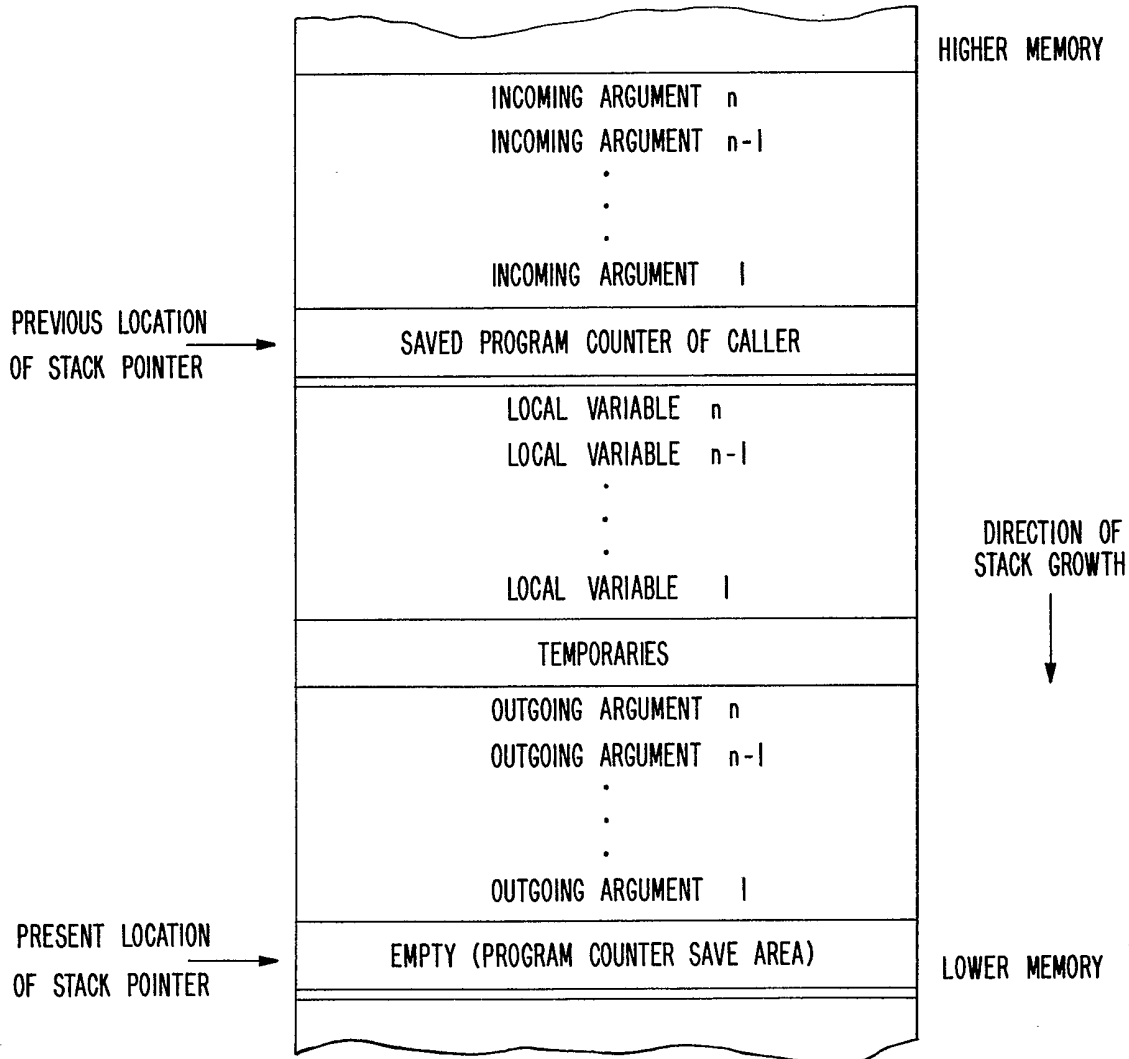 HIGHER MEMORY
INCOMING ARGUMENT n
INCOMING ARGUMENT n-1
INCOMING ARGUMENT 1
PREVIOUS LOCATION
OF STACK POINTER
SAVED PROGRAM COUNTER OF CALLER
LOCAL VARIABLE n
LOCAL VARIABLE n-1
LOCAL VARIABLE 1
DIRECTION OF
STACK GROWTH
TEMPORARIES
OUTGOING ARGUMENT n
OUTGOING ARGUMENT n-1
OUTGOING ARGUMENT 1
PRESENT LOCATION
OF STACK POINTER
EMPTY (PROGRAM COUNTER SAVE AREA)
LOWER MEMORY